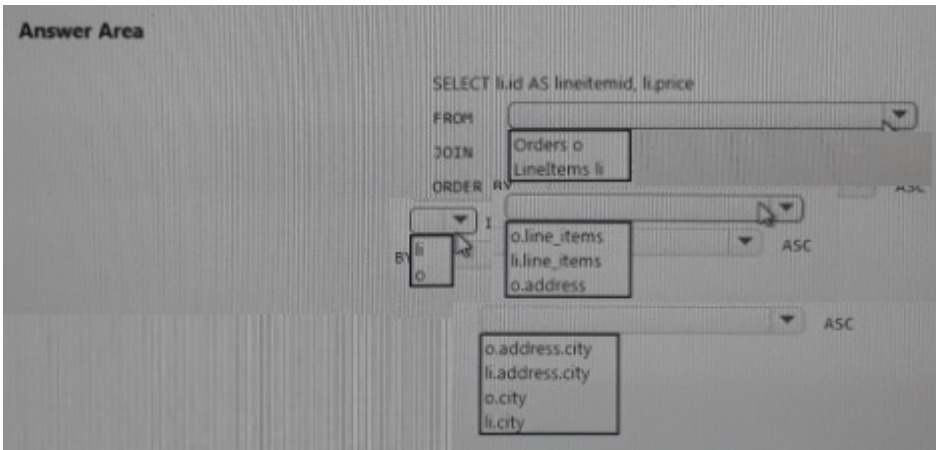 Answer Area
SELECT li.id AS lineitemid, li.price
FROM
Orders o
JOIN
LineItems li
ORDER BY
ASC
I
o.line_items
ASC
li
li.line_items
BY
o
o.address
ASC
o.address.city
li.address.city
o.city
li.city